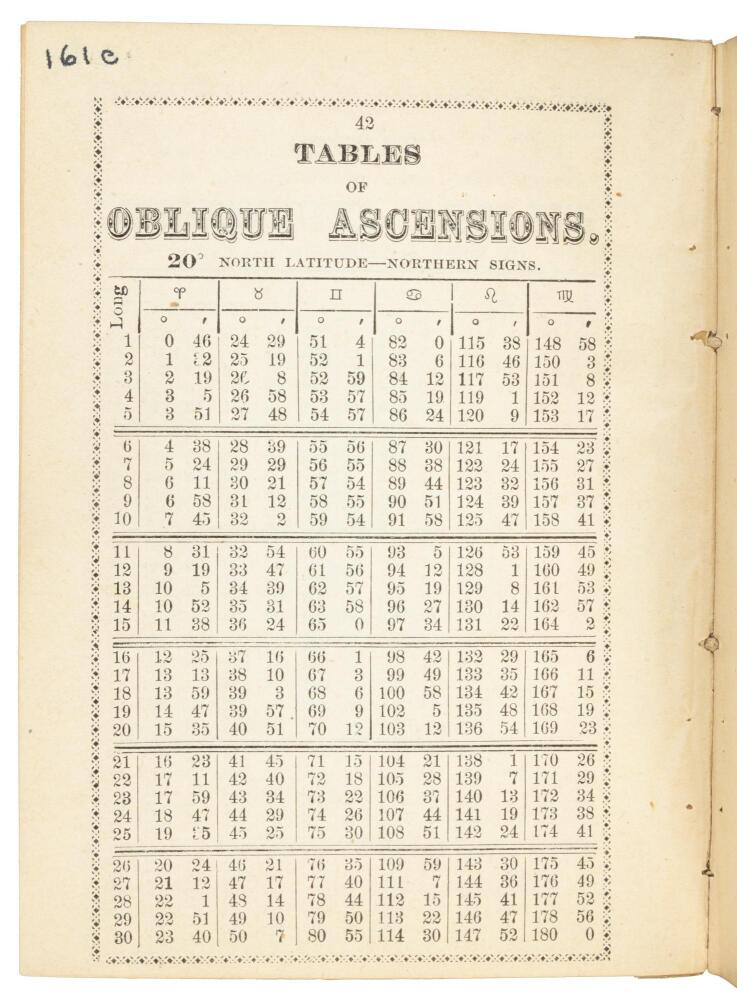 161c
42
TABLES
OF
OBLIQUE ASCENSIONS.
20° NORTH LATITUDE—NORTHERN SIGNS.
Long ♈ ♉ ♊ ♋ ♌ ♍
° ′ ° ′ ° ′ ° ′ ° ′ ° ′
1 0 46 24 29 51 4 82 0 115 38 148 58
2 1 32 25 19 52 1 83 6 116 46 150 3
3 2 19 26 8 52 59 84 12 117 53 151 8
4 3 5 26 58 53 57 85 19 119 1 152 12
5 3 51 27 48 54 57 86 24 120 9 153 17
6 4 38 28 39 55 56 87 30 121 17 154 23
7 5 24 29 29 56 55 88 38 122 24 155 27
8 6 11 30 21 57 54 89 44 123 32 156 31
9 6 58 31 12 58 55 90 51 124 39 157 37
10 7 45 32 2 59 54 91 58 125 47 158 41
11 8 31 32 54 60 55 93 5 126 53 159 45
12 9 19 33 47 61 56 94 12 128 1 160 49
13 10 5 34 39 62 57 95 19 129 8 161 53
14 10 52 35 31 63 58 96 27 130 14 162 57
15 11 38 36 24 65 0 97 34 131 22 164 2
16 12 25 37 16 66 1 98 42 132 29 165 6
17 13 13 38 10 67 3 99 49 133 35 166 11
18 13 59 39 3 68 6 100 58 134 42 167 15
19 14 47 39 57 69 9 102 5 135 48 168 19
20 15 35 40 51 70 12 103 12 136 54 169 23
21 16 23 41 45 71 15 104 21 138 1 170 26
22 17 11 42 40 72 18 105 28 139 7 171 29
23 17 59 43 34 73 22 106 37 140 13 172 34
24 18 47 44 29 74 26 107 44 141 19 173 38
25 19 35 45 25 75 30 108 51 142 24 174 41
26 20 24 46 21 76 35 109 59 143 30 175 45
27 21 12 47 17 77 40 111 7 144 36 176 49
28 22 1 48 14 78 44 112 15 145 41 177 52
29 22 51 49 10 79 50 113 22 146 47 178 56
30 23 40 50 7 80 55 114 30 147 52 180 0